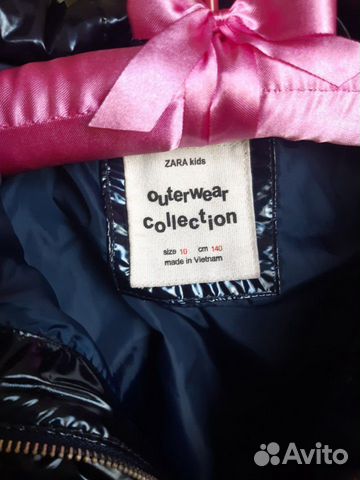 ZARA kids
outerwear
collection
size 10 cm 140
made in Vietnam
Avito